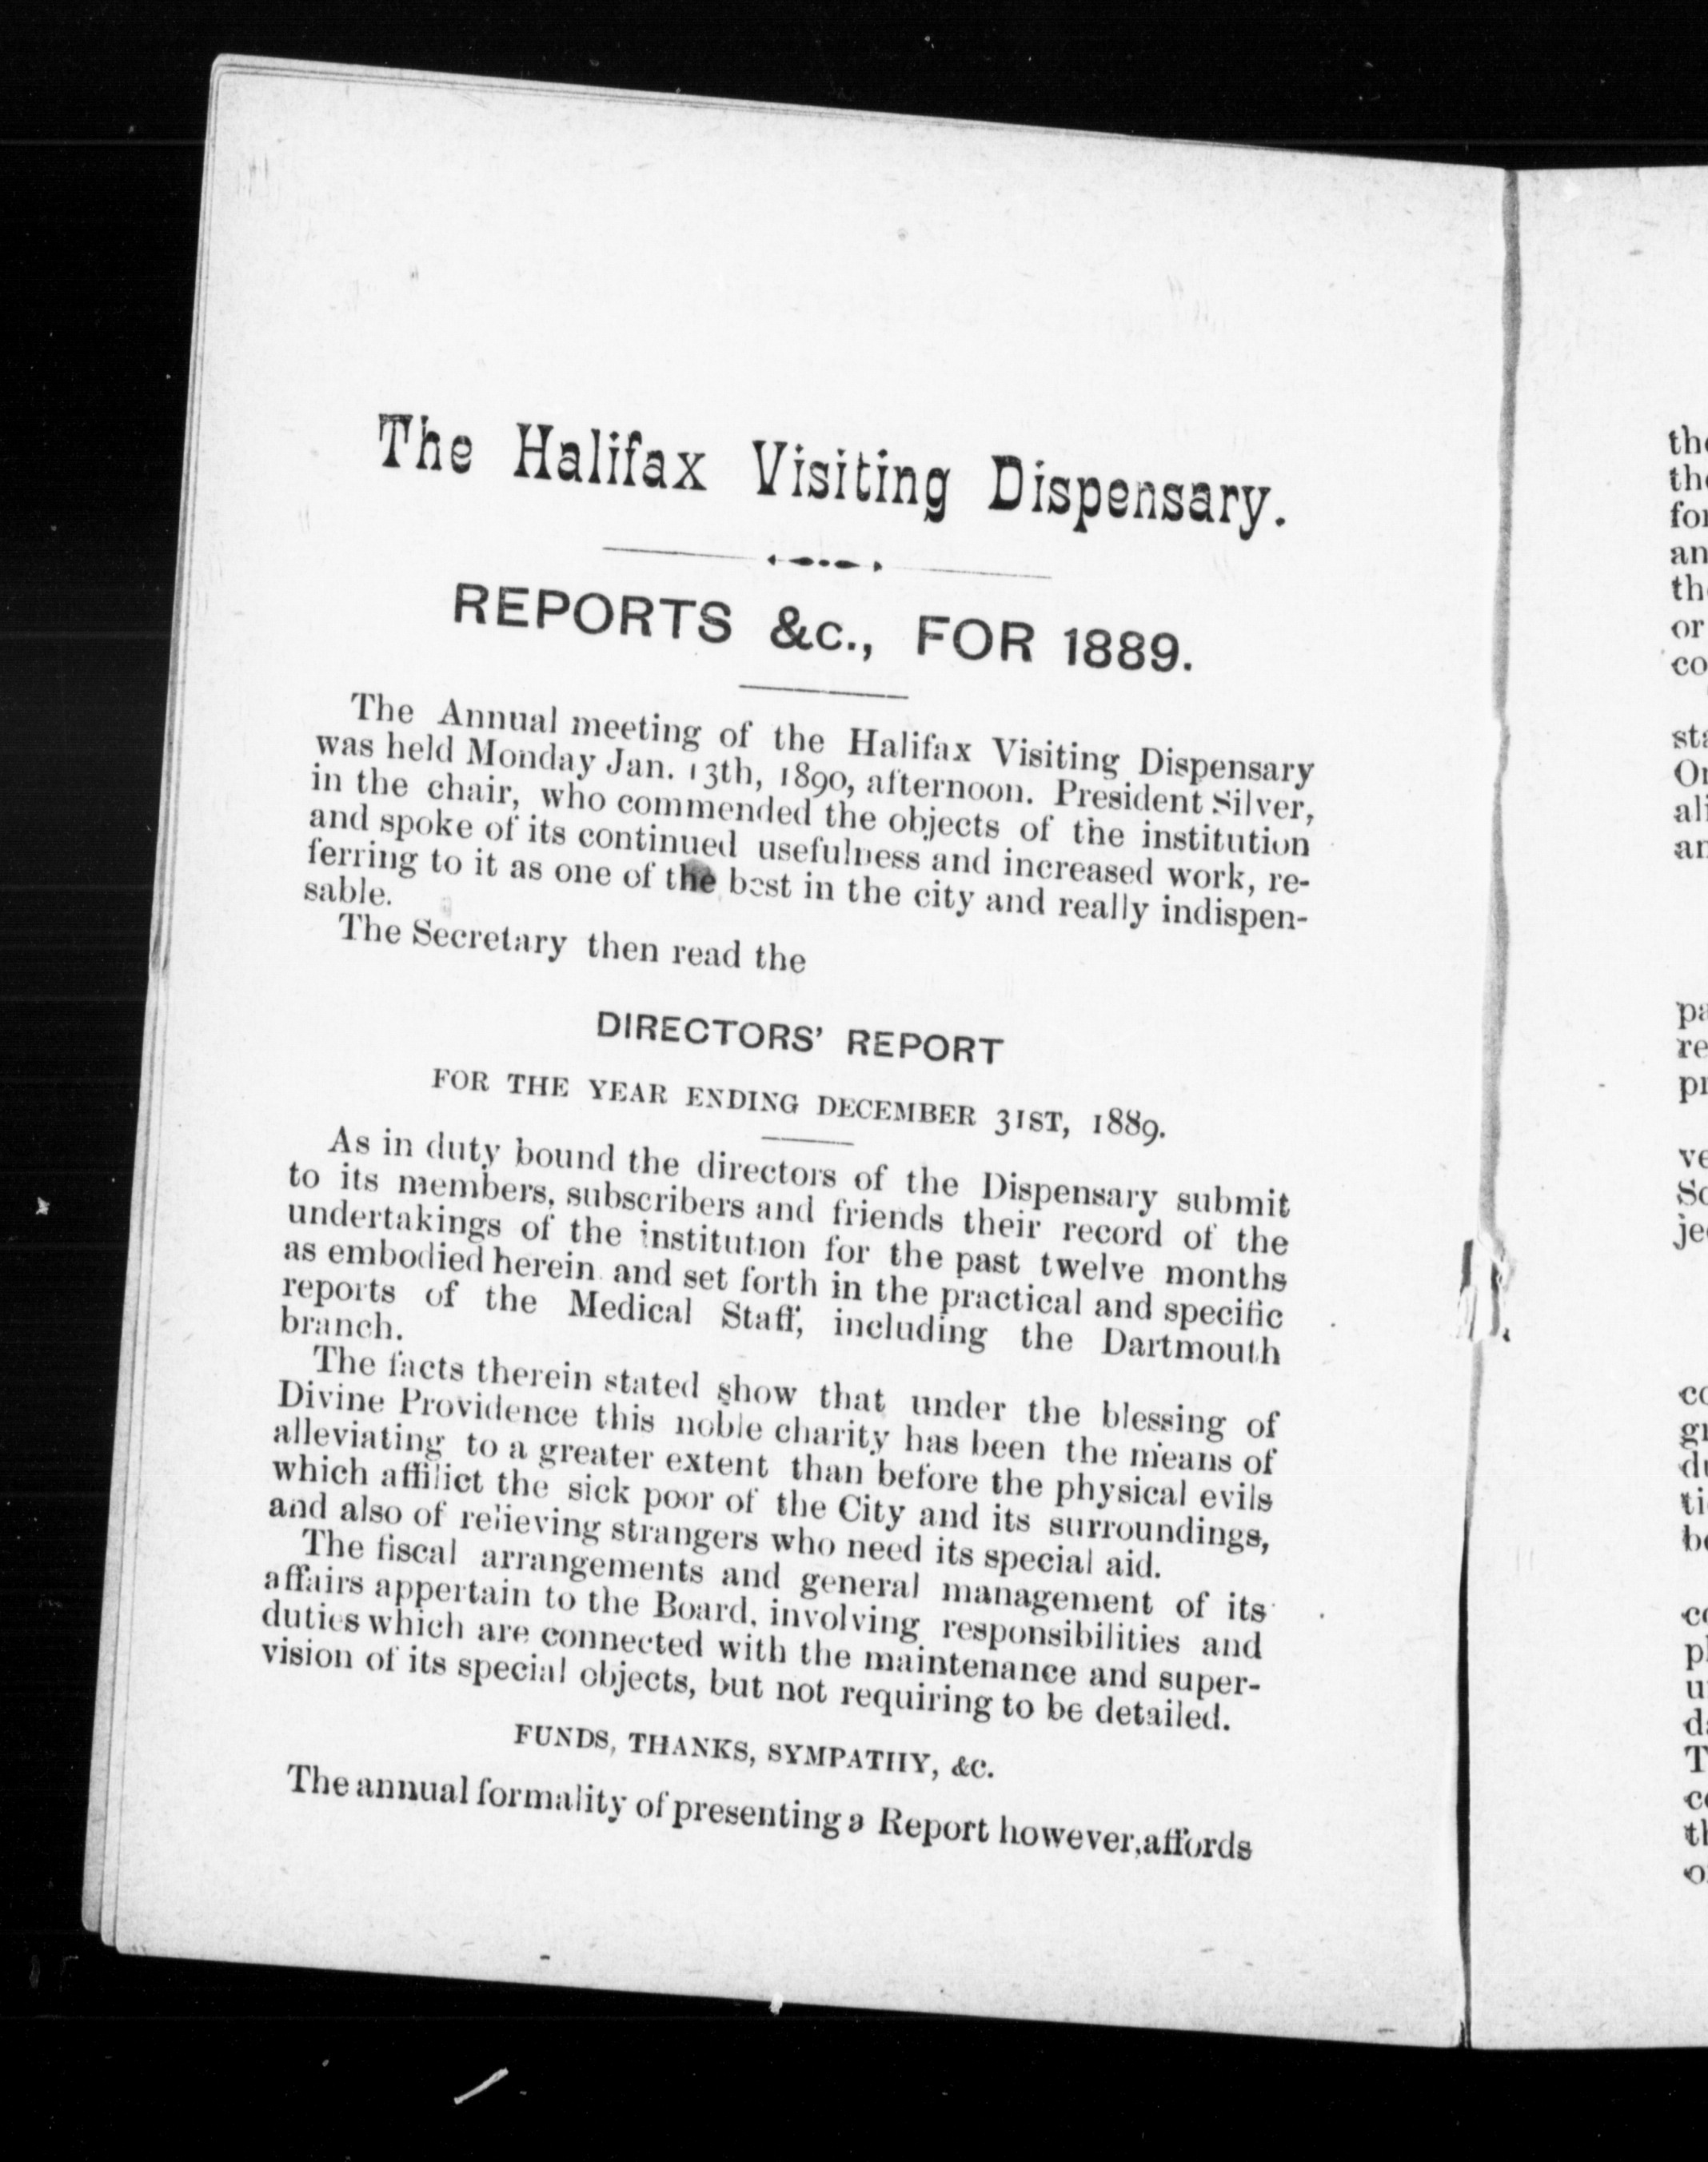 The Halifax Visiting Dispensary.
REPORTS &c., FOR 1889.
The Annual meeting of the Halifax Visiting Dispensary
was held Monday Jan. 13th, 1890, afternoon. President Silver,
in the chair, who commended the objects of the institution
and spoke of its continued usefulness and increased work, re-
ferring to it as one of the best in the city and really indispen-
sable.
The Secretary then read the
DIRECTORS' REPORT
FOR THE YEAR ENDING DECEMBER 31ST, 1889.
As in duty bound the directors of the Dispensary submit
to its members, subscribers and friends their record of the
undertakings of the institution for the past twelve months
as embodied herein and set forth in the practical and specific
reports of the Medical Staff, including the Dartmouth
branch.
The facts therein stated show that under the blessing of
Divine Providence this noble charity has been the means of
alleviating to a greater extent than before the physical evils
which affilict the sick poor of the City and its surroundings,
and also of relieving strangers who need its special aid.
The fiscal arrangements and general management of its
affairs appertain to the Board, involving responsibilities and
duties which are connected with the maintenance and super-
vision of its special objects, but not requiring to be detailed.
FUNDS, THANKS, SYMPATHY, &C.
The annual formality of presenting a Report however, affords